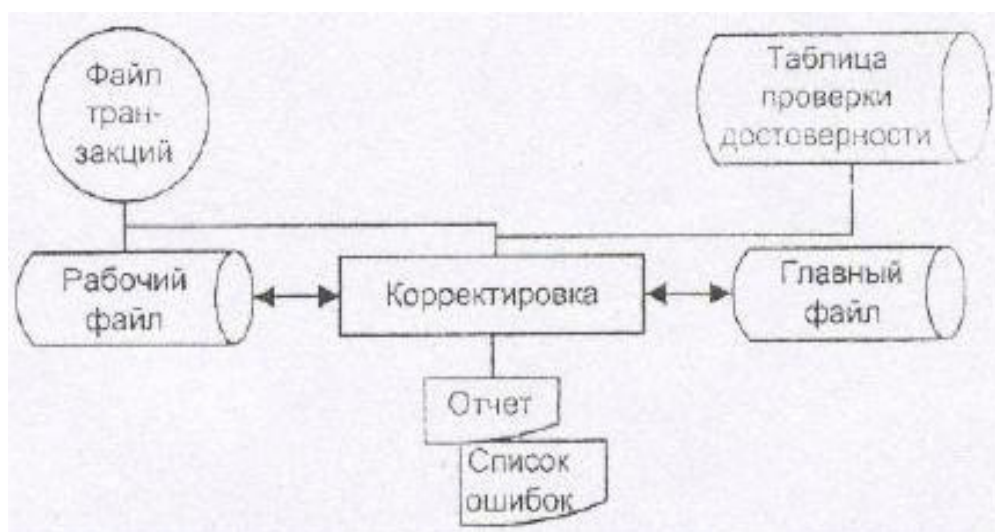 Файл
тран-
закций
Таблица
проверки
достоверности
Рабочий
файл
Корректировка
Главный
файл
Отчет
Список
ошибок